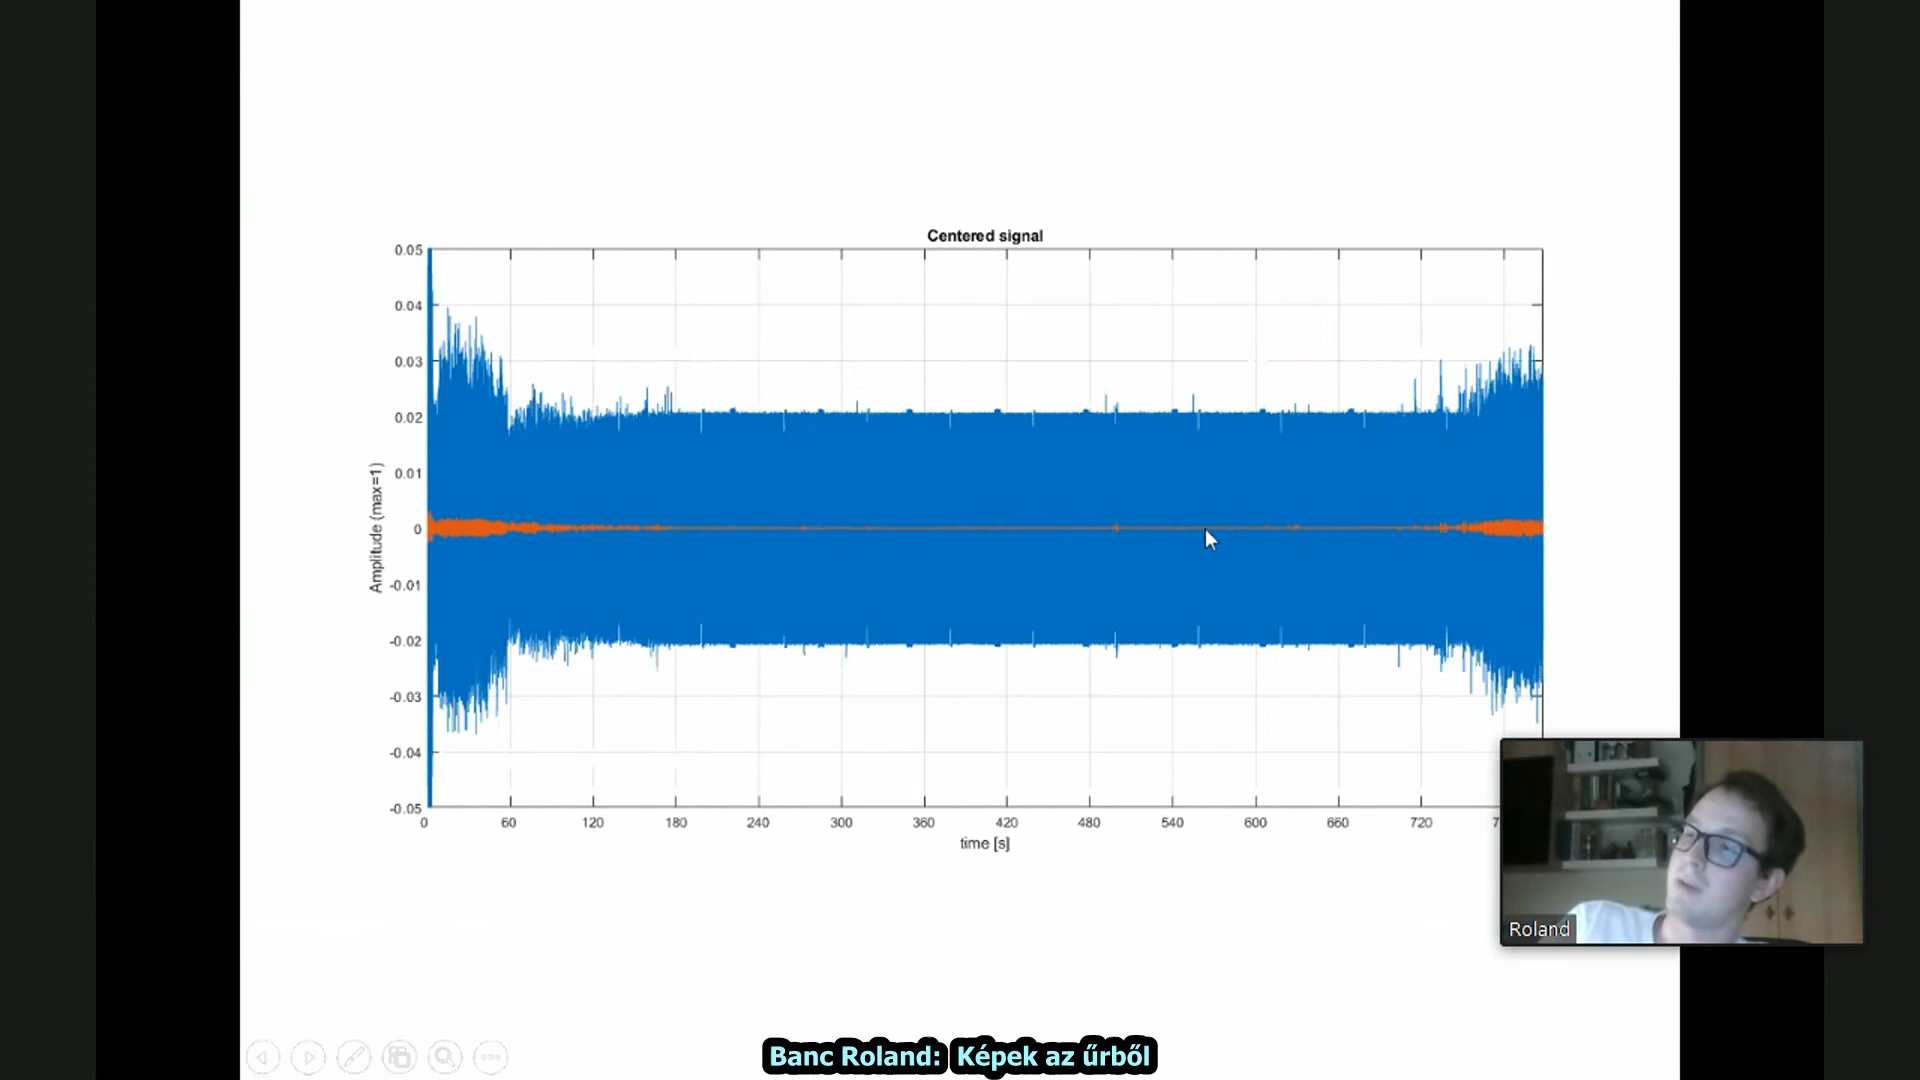 Centered signal
0.05
0.04
0.03
0.02
0.01
0
-0.01
-0.02
-0.03
-0.04
-0.05
Amplitude (max=1)
0 60 120 180 240 300 360 420 480 540 600 660 720
time [s]
Roland
Banc Roland: Képek az űrből